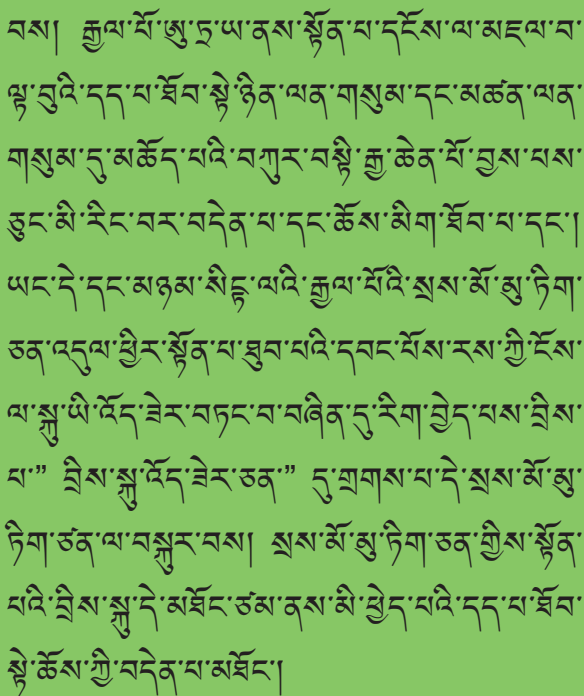 བས། རྒྱལ་པོ་ཨུ་ཏྲ་ཡ་ནས་སྟོན་པ་དངོས་ལ་མཇལ་བ་
ལྟ་བུའི་དད་པ་ཐོབ་སྟེ་ཉིན་ལན་གསུམ་དང་མཚན་ལན་
གསུམ་དུ་མཆོད་པའི་བཀུར་བསྟི་རྒྱ་ཆེན་པོ་བྱས་པས་
ཅུང་མི་རིང་བར་བདེན་པ་དང་ཆོས་མིག་ཐོབ་པ་དང་།
ཡང་དེ་དང་མཉམ་སིངྷ་ལའི་རྒྱལ་པོའི་སྲས་མོ་མུ་ཏིག་
ཅན་འདུལ་ཕྱིར་སྟོན་པ་ཐུབ་པའི་དབང་པོས་རས་ཀྱི་ངོས་
ལ་སྐུ་ཡི་འོད་ཟེར་བཏང་བ་བཞིན་དུ་རིག་བྱེད་པས་བྲིས་
པ་” བྲིས་སྐུ་འོད་ཟེར་ཅན་” དུ་གྲགས་པ་དེ་སྲས་མོ་མུ་
ཏིག་ཙན་ལ་བསྐུར་བས། སྲས་མོ་མུ་ཏིག་ཅན་གྱིས་སྟོན་
པའི་བྲིས་སྐུ་དེ་མཐོང་ཙམ་ནས་མི་ཕྱེད་པའི་དད་པ་ཐོབ་
སྟེ་ཆོས་ཀྱི་བདེན་པ་མཐོང་།